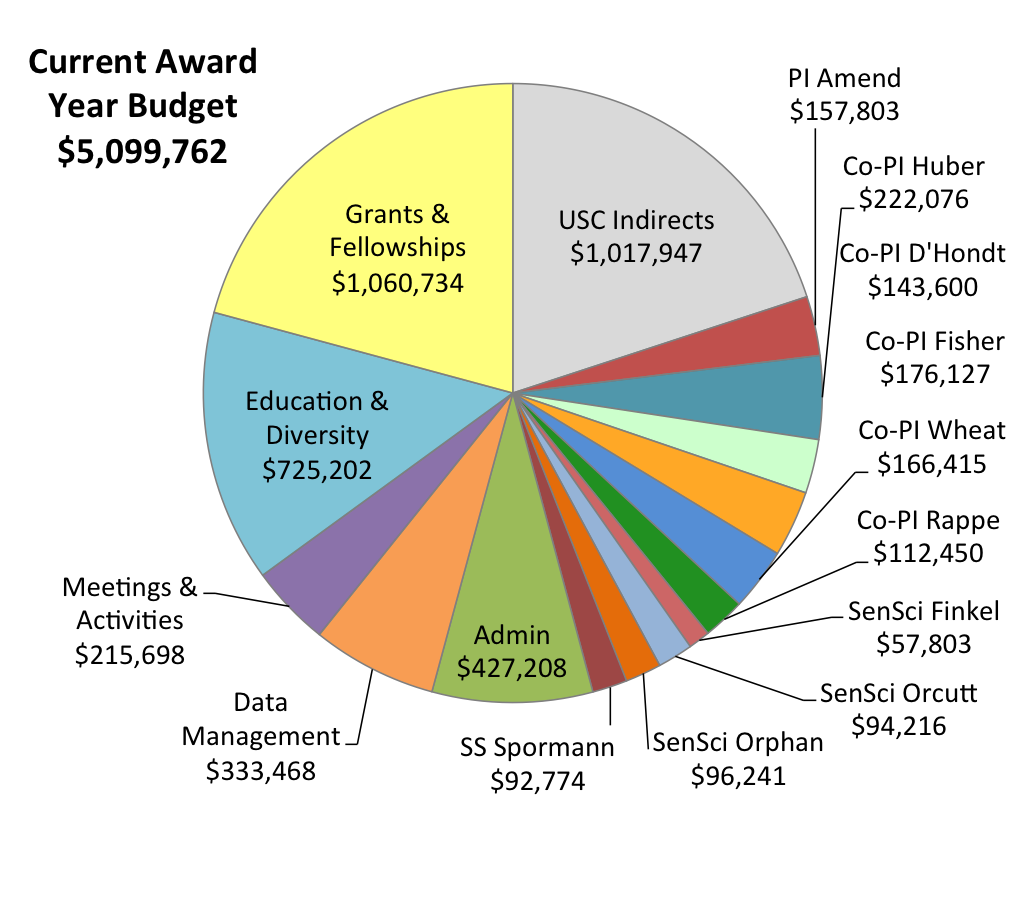 Current Award
Year Budget
$5,099,762
PI Amend
$157,803
Co-PI Huber
$222,076
Co-PI D'Hondt
$143,600
Co-PI Fisher
$176,127
Co-PI Wheat
$166,415
Co-PI Rappe
$112,450
SenSci Finkel
$57,803
SenSci Orcutt
$94,216
SenSci Orphan
$96,241
SS Spormann
$92,774
Admin
$427,208
Data
Management
$333,468
Meetings &
Activities
$215,698
Education &
Diversity
$725,202
Grants &
Fellowships
$1,060,734
USC Indirects
$1,017,947